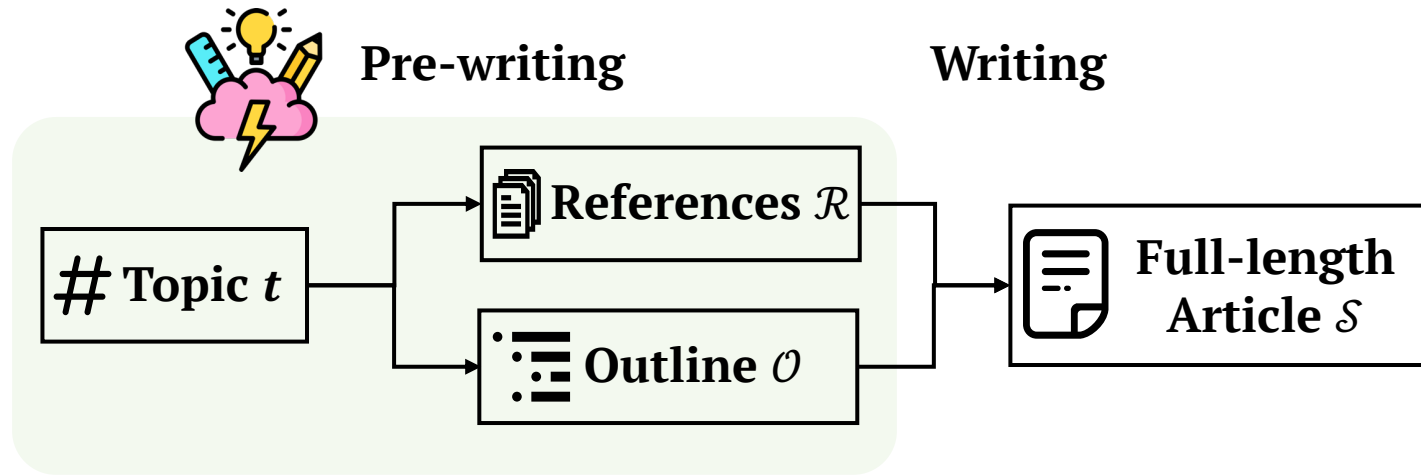 Pre-writing
Writing
# Topic t
References ℛ
Outline 𝒪
Full-length
Article 𝒮